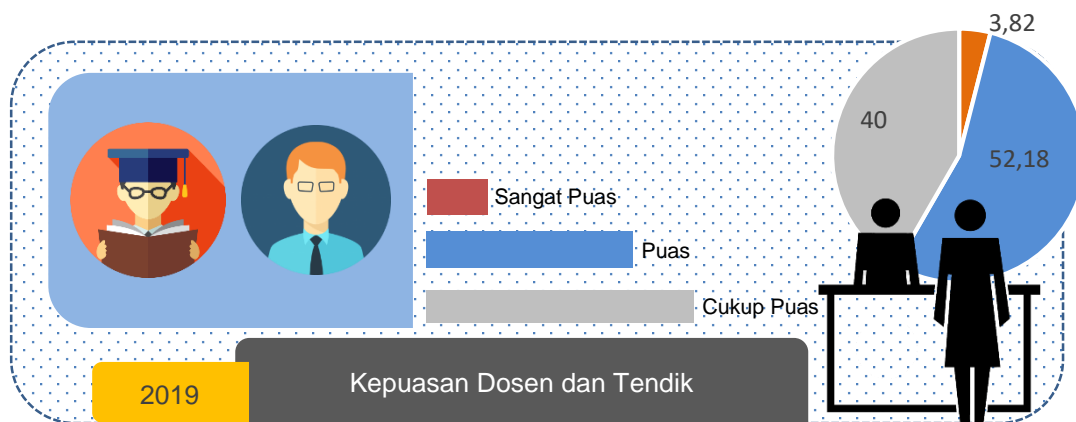 3,82
40
52,18
Sangat Puas
Puas
Cukup Puas
Kepuasan Dosen dan Tendik
2019